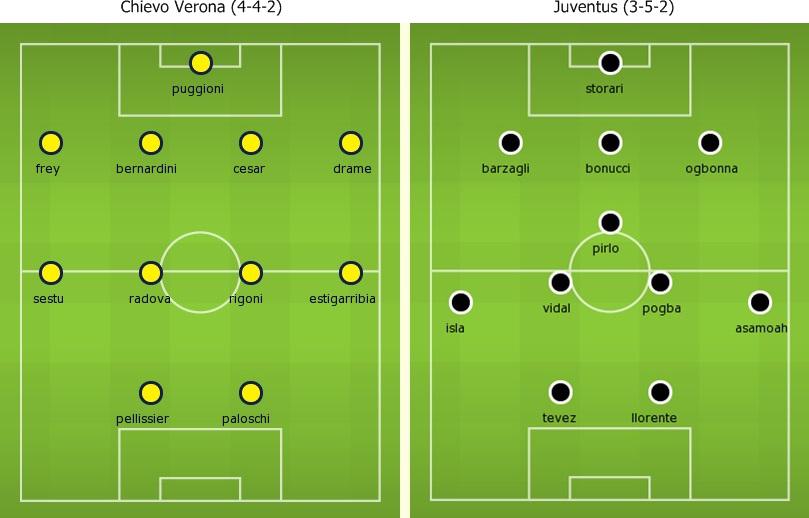 Chievo Verona (4-4-2)
puggioni
frey bernardini cesar drame
sestu radova rigoni estigarribia
pellissier paloschi
Juventus (3-5-2)
storari
barzagli bonucci ogbonna
pirlo
vidal pogba
isla asamoah
tevez llorente